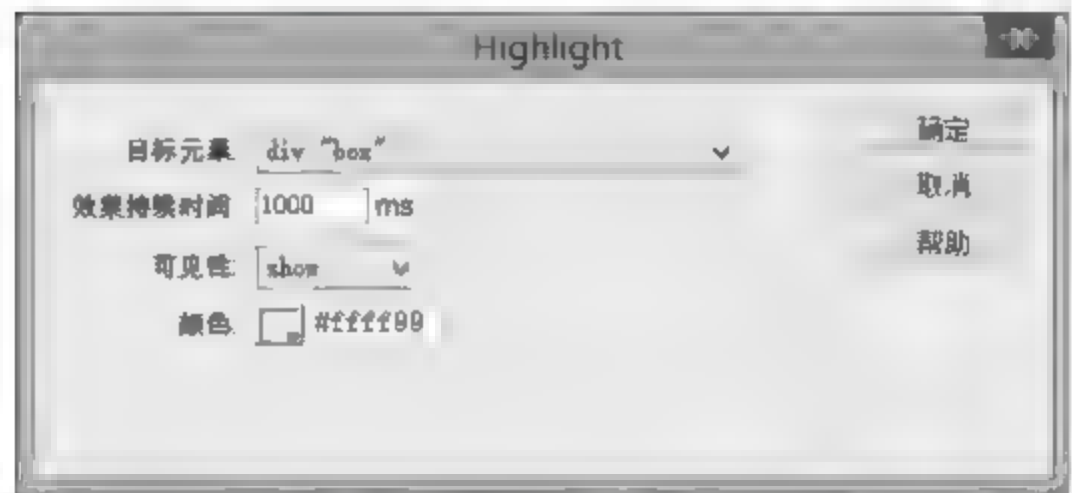 Highlight
目标元素: div "box"
效果持续时间: 1000 ms
可见性: show
颜色: #ffff99
确定
取消
帮助